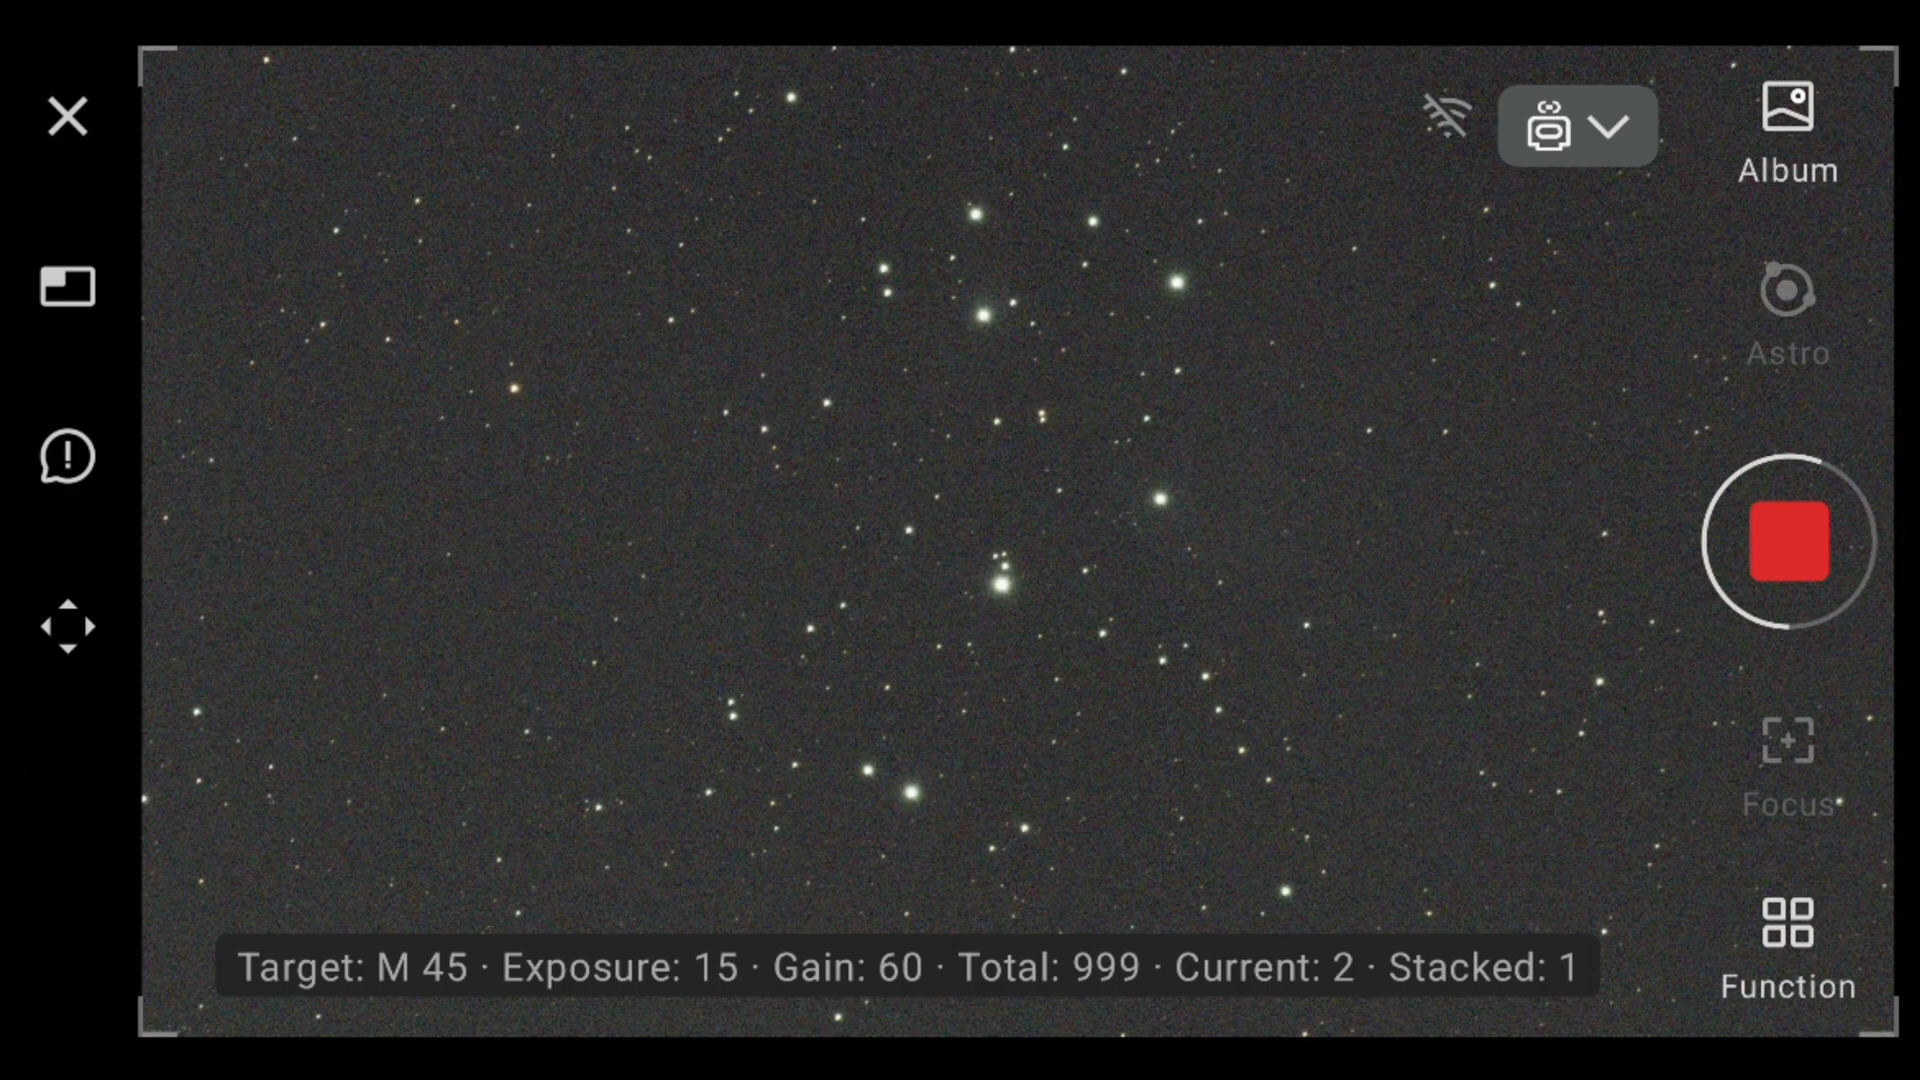 Album
Astro
Focus
Target: M 45 · Exposure: 15 · Gain: 60 · Total: 999 · Current: 2 · Stacked: 1
Function